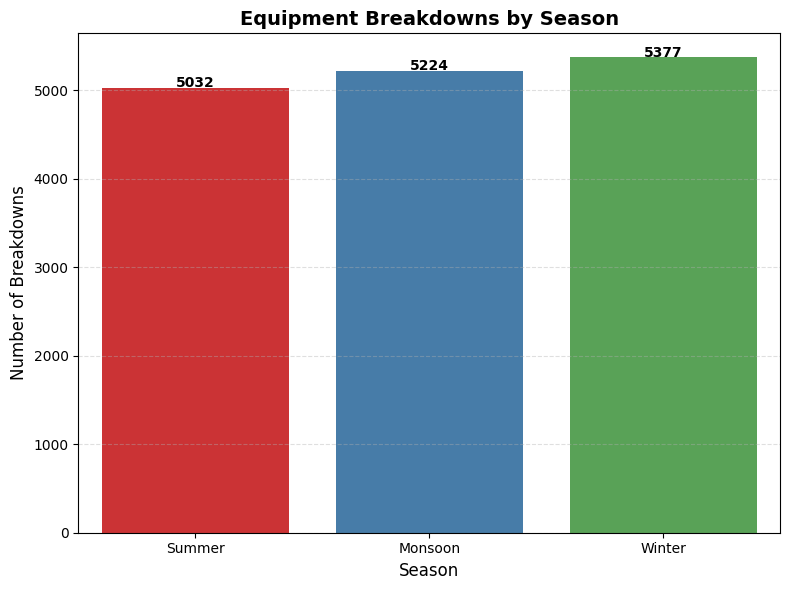 Equipment Breakdowns by Season
Number of Breakdowns
5000
4000
3000
2000
1000
0
5032
5224
5377
Summer
Monsoon
Winter
Season